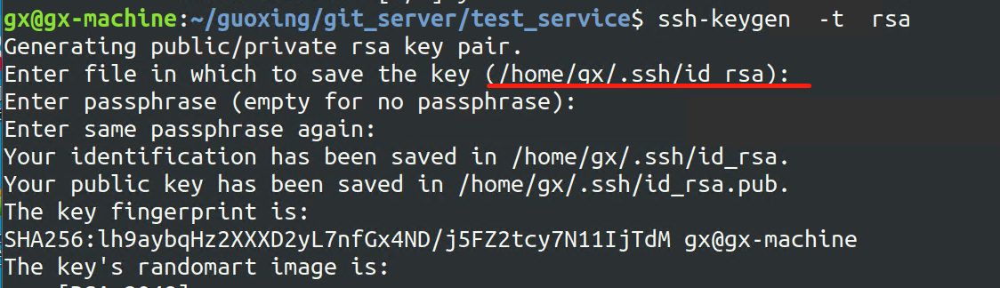 gx@gx-machine:~/guoxing/git_server/test_service$ ssh-keygen  -t  rsa
Generating public/private rsa key pair.
Enter file in which to save the key (/home/gx/.ssh/id_rsa):
Enter passphrase (empty for no passphrase):
Enter same passphrase again:
Your identification has been saved in /home/gx/.ssh/id_rsa.
Your public key has been saved in /home/gx/.ssh/id_rsa.pub.
The key fingerprint is:
SHA256:lh9aybqHz2XXXD2yL7nfGx4ND/j5FZ2tcy7N11IjTdM gx@gx-machine
The key's randomart image is: